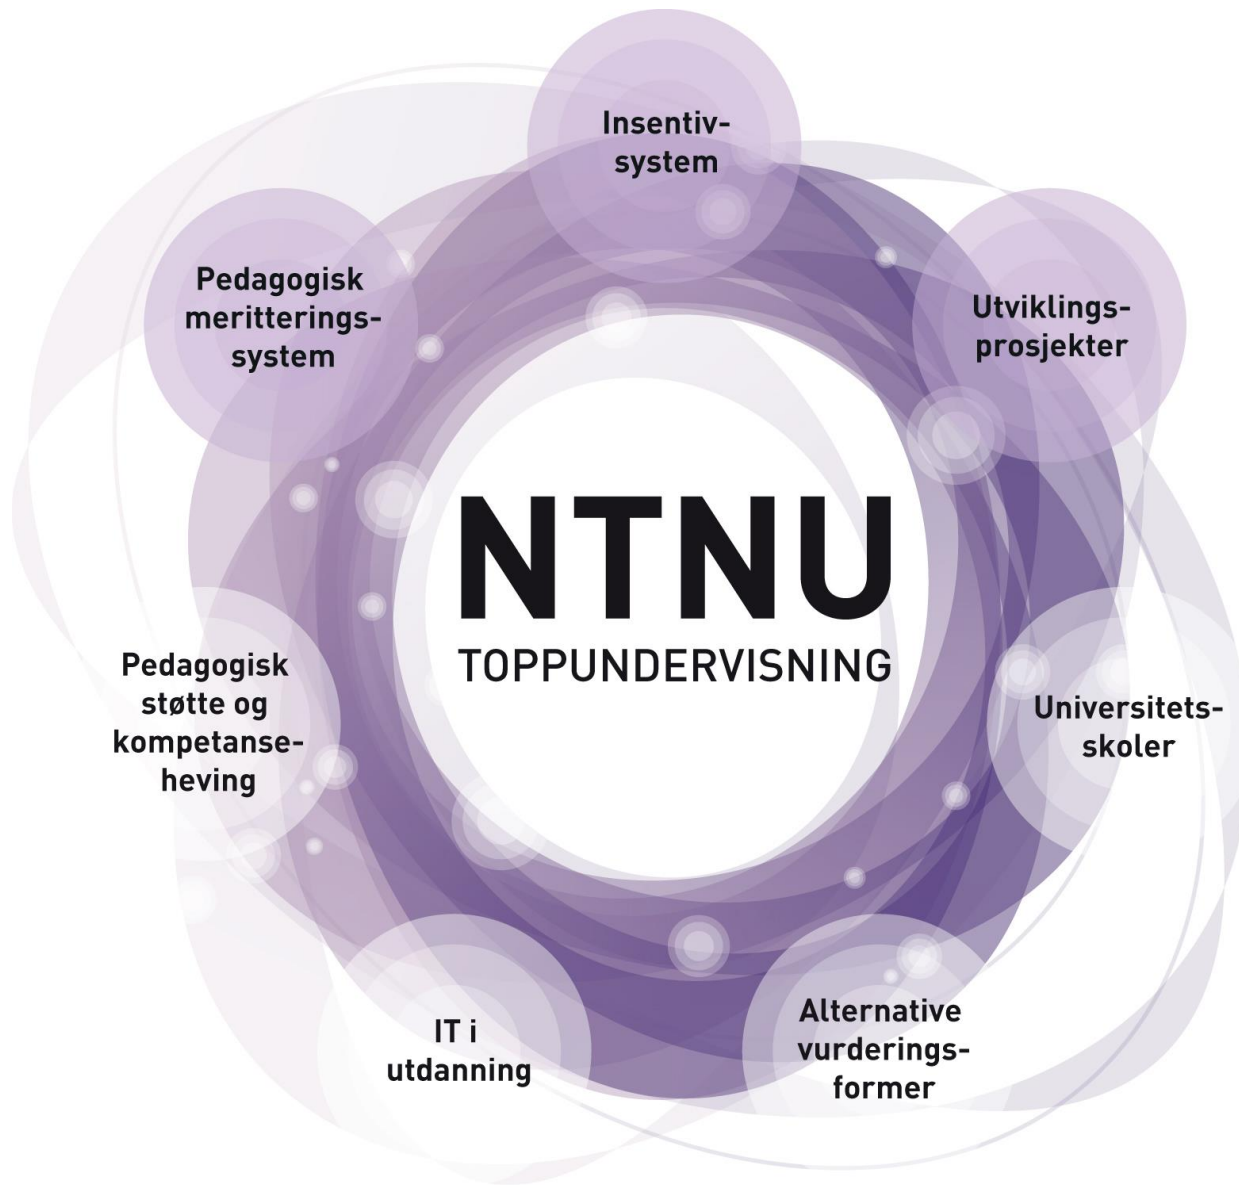 Insentiv-
system
Pedagogisk
meritterings-
system
Utviklings-
prosjekter
NTNU
TOPPUNDERVISNING
Pedagogisk
støtte og
kompetanse-
heving
Universitets-
skoler
IT i
utdanning
Alternative
vurderings-
former